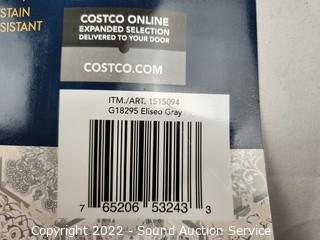 STAIN
SISTANT
COSTCO ONLINE
EXPANDED SELECTION
DELIVERED TO YOUR DOOR
COSTCO.COM
ITM./ART. 1515094
G18295 Eliseo Gray
7 65206 53243 3
Copyright 2022 - Sound Auction Service